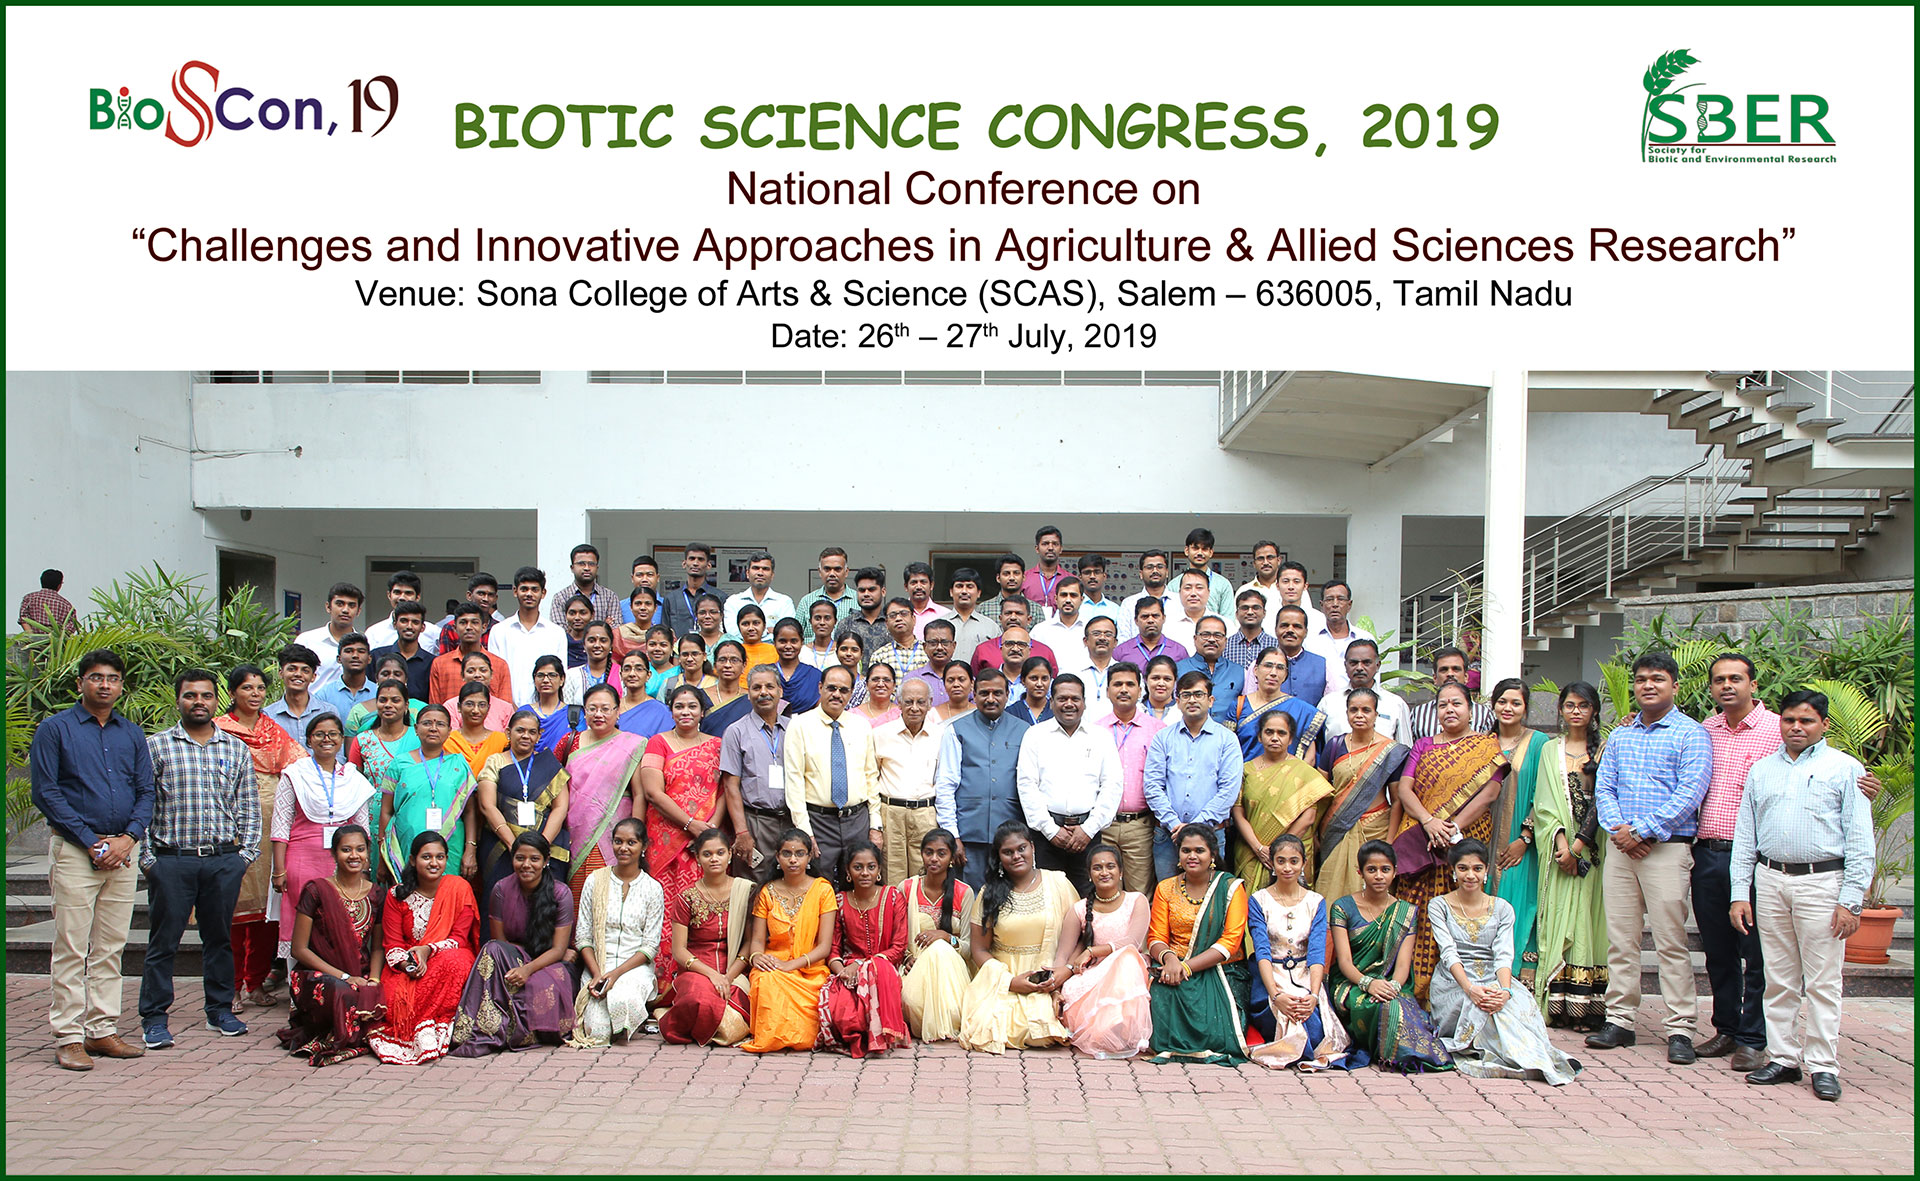 BioSCon, 19
BIOTIC SCIENCE CONGRESS, 2019
SBER
Society for
Biotic and Environmental Research
National Conference on
“Challenges and Innovative Approaches in Agriculture & Allied Sciences Research”
Venue: Sona College of Arts & Science (SCAS), Salem – 636005, Tamil Nadu
Date: 26th – 27th July, 2019